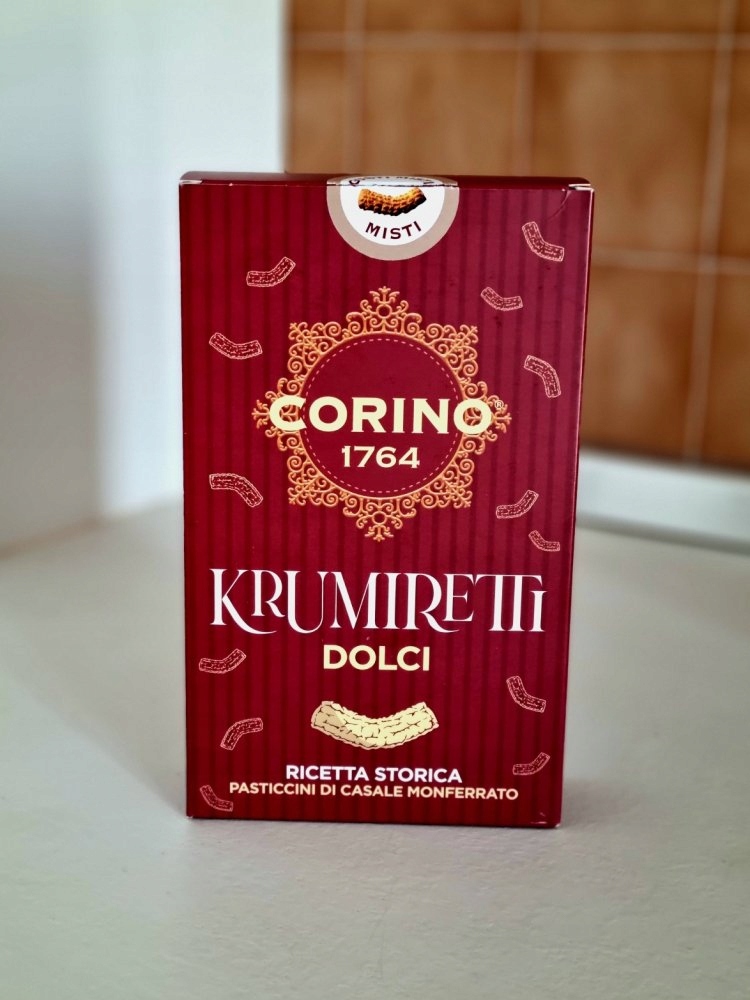 MISTI
CORINO®
1764
KRUMIRETTI
DOLCI
RICETTA STORICA
PASTICCINI DI CASALE MONFERRATO